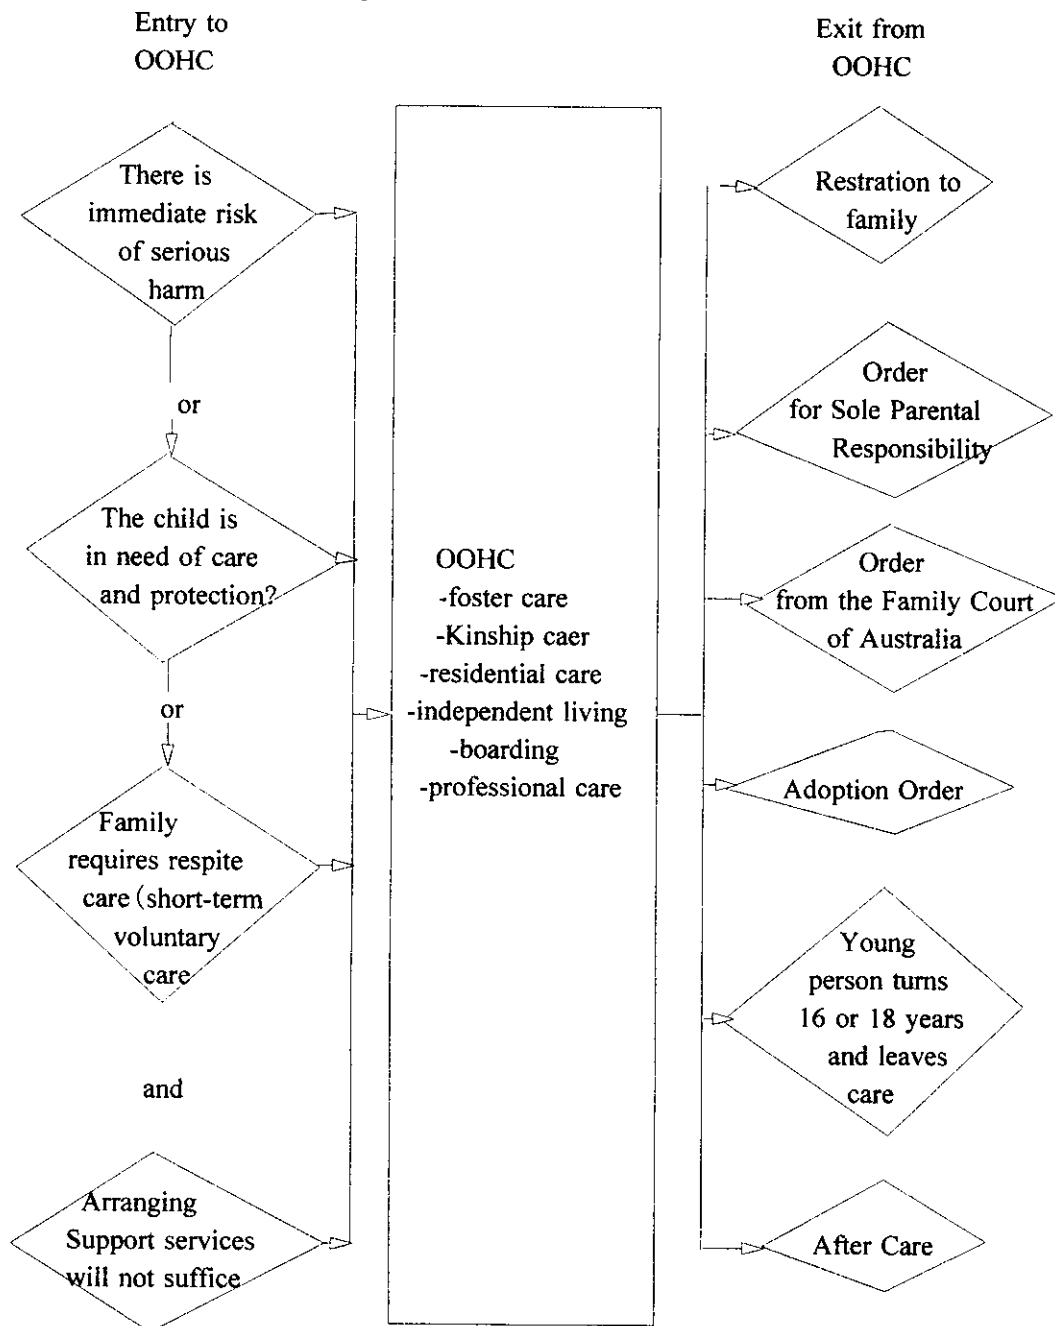 Entry to
OOHC
There is
immediate risk
of serious
harm
or
The child is
in need of care
and protection?
or
Family
requires respite
care (short-term
voluntary
care
and
Arranging
Support services
will not suffice
OOHC
-foster care
-Kinship caer
-residential care
-independent living
-boarding
-professional care
Exit from
OOHC
Restration to
family
Order
for Sole Parental
Responsibility
Order
from the Family Court
of Australia
Adoption Order
Young
person turns
16 or 18 years
and leaves
care
After Care